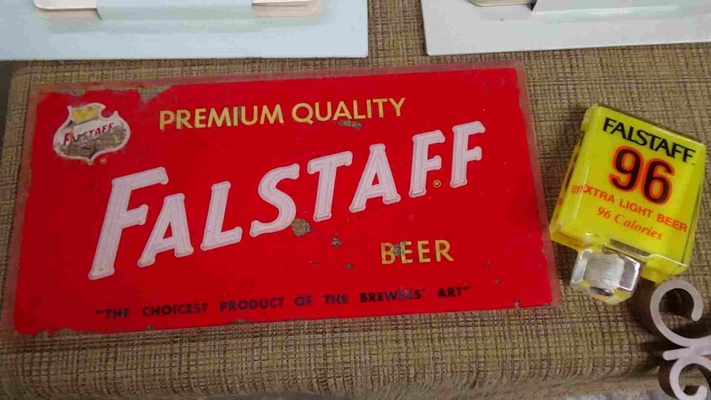 FALSTAFF
PREMIUM QUALITY
FALSTAFF
BEER
"THE CHOICEST PRODUCT OF THE BREWERS' ART"
FALSTAFF
96
EXTRA LIGHT BEER
96 Calories